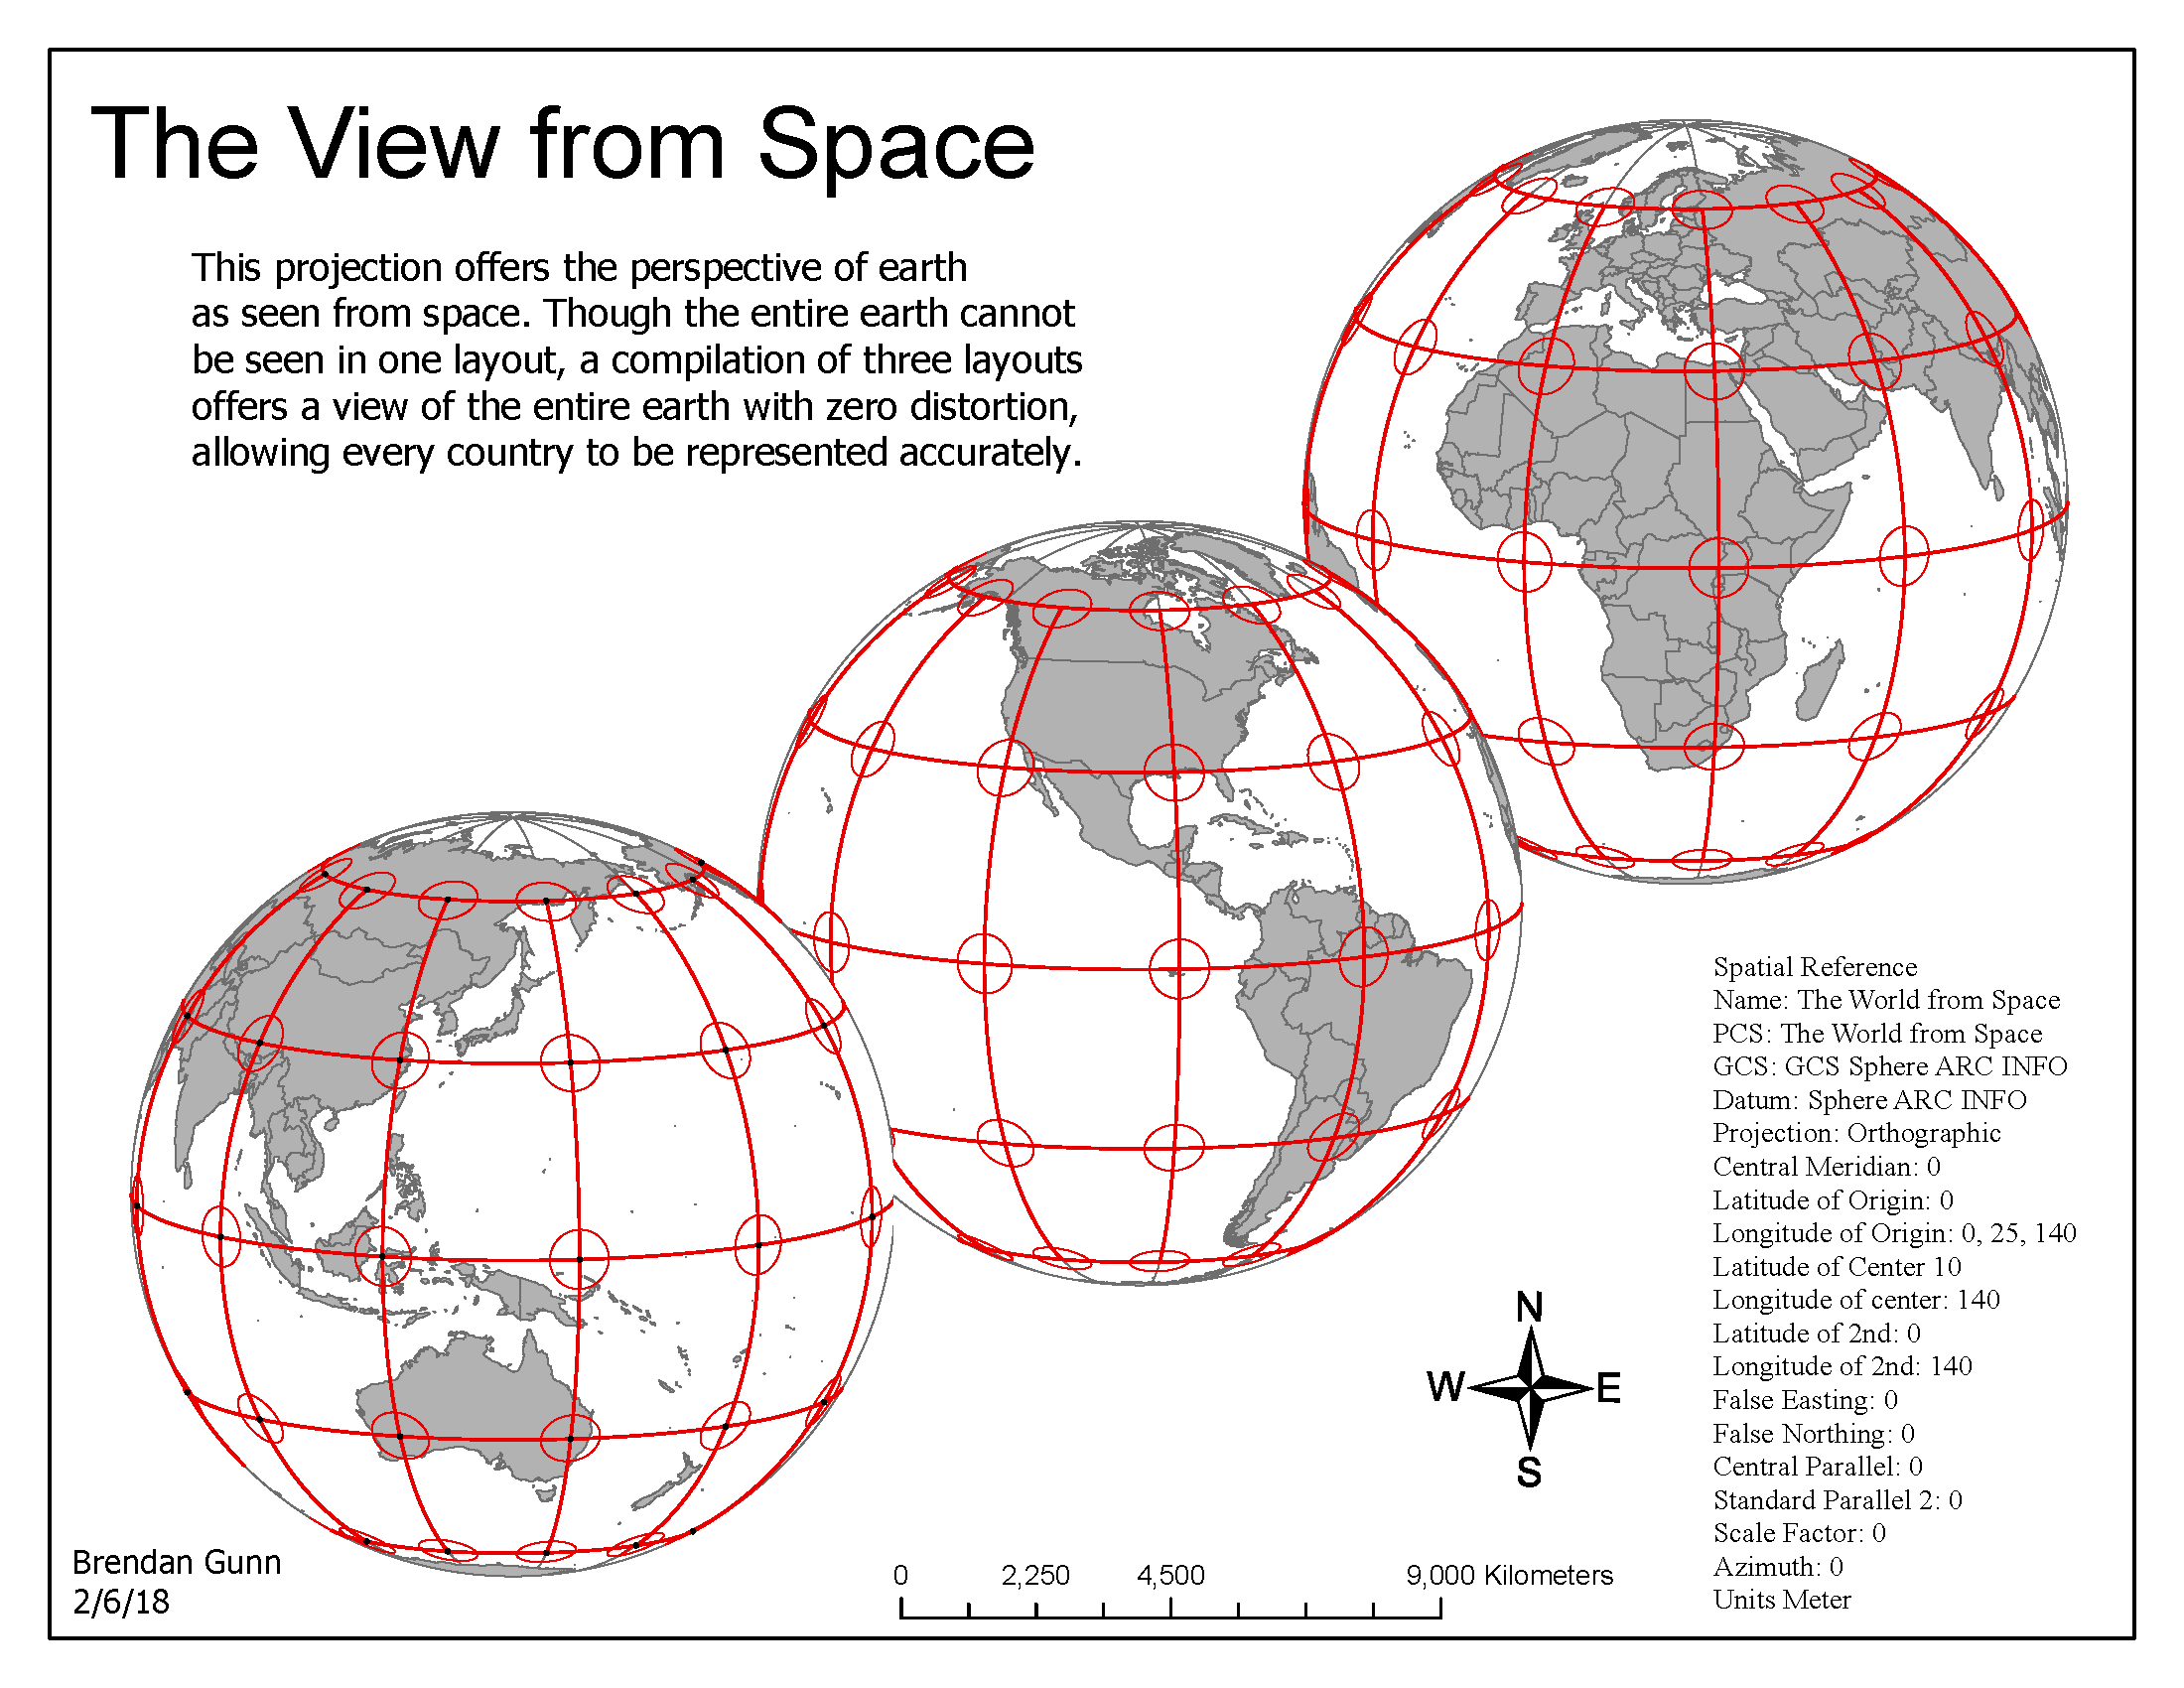 The View from Space
This projection offers the perspective of earth
as seen from space. Though the entire earth cannot
be seen in one layout, a compilation of three layouts
offers a view of the entire earth with zero distortion,
allowing every country to be represented accurately.
Spatial Reference
Name: The World from Space
PCS: The World from Space
GCS: GCS Sphere ARC INFO
Datum: Sphere ARC INFO
Projection: Orthographic
Central Meridian: 0
Latitude of Origin: 0
Longitude of Origin: 0, 25, 140
Latitude of Center 10
Longitude of center: 140
Latitude of 2nd: 0
Longitude of 2nd: 140
False Easting: 0
False Northing: 0
Central Parallel: 0
Standard Parallel 2: 0
Scale Factor: 0
Azimuth: 0
Units Meter
N
W E
S
Brendan Gunn
2/6/18
0 2,250 4,500 9,000 Kilometers